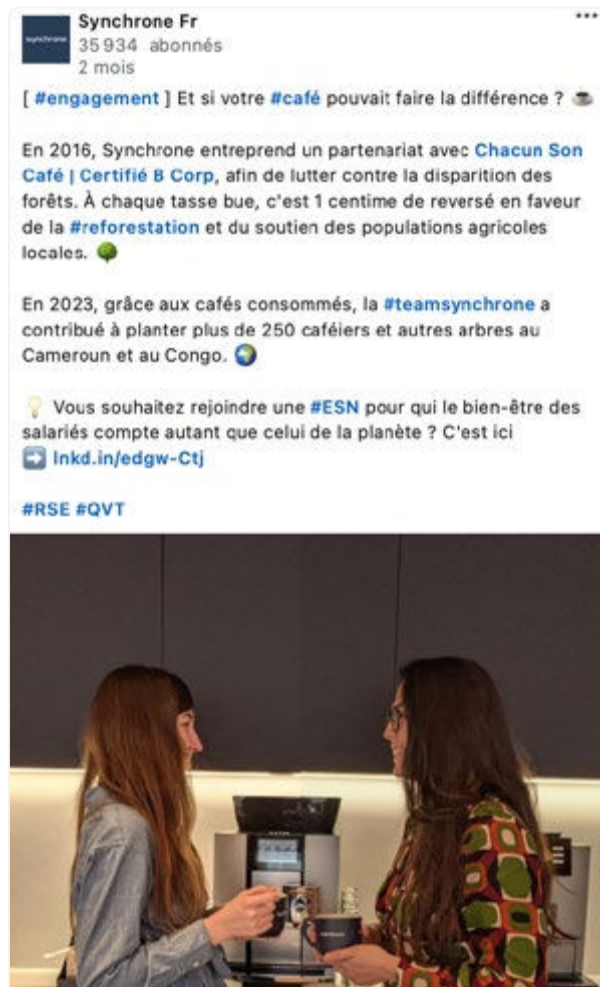 synchrone
Synchrone Fr
35 934 abonnés
2 mois
[ #engagement ] Et si votre #café pouvait faire la différence ? ☕
En 2016, Synchrone entreprend un partenariat avec Chacun Son
Café | Certifié B Corp, afin de lutter contre la disparition des
forêts. À chaque tasse bue, c'est 1 centime de reversé en faveur
de la #reforestation et du soutien des populations agricoles
locales. 🌳
En 2023, grâce aux cafés consommés, la #teamsynchrone a
contribué à planter plus de 250 caféiers et autres arbres au
Cameroun et au Congo. 🌍
💡 Vous souhaitez rejoindre une #ESN pour qui le bien-être des
salariés compte autant que celui de la planète ? C'est ici
➡️ lnkd.in/edgw-Ctj
#RSE #QVT